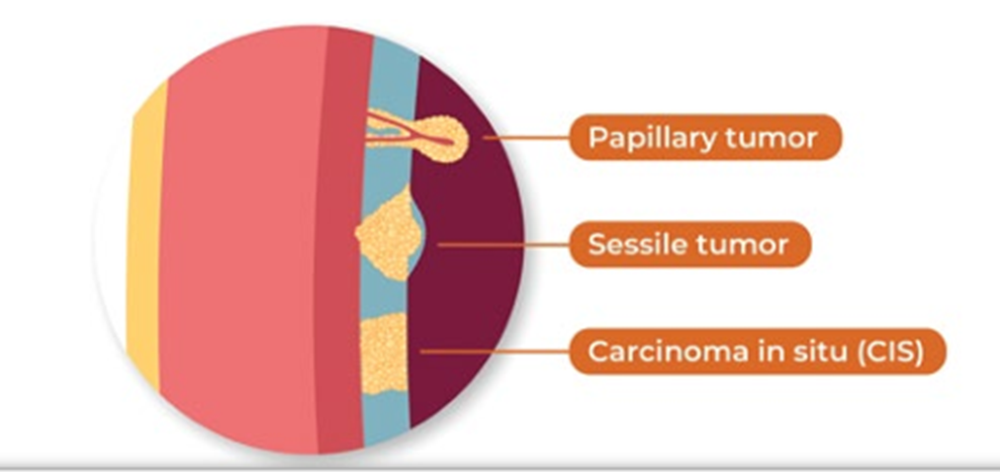 Papillary tumor
Sessile tumor
Carcinoma in situ (CIS)